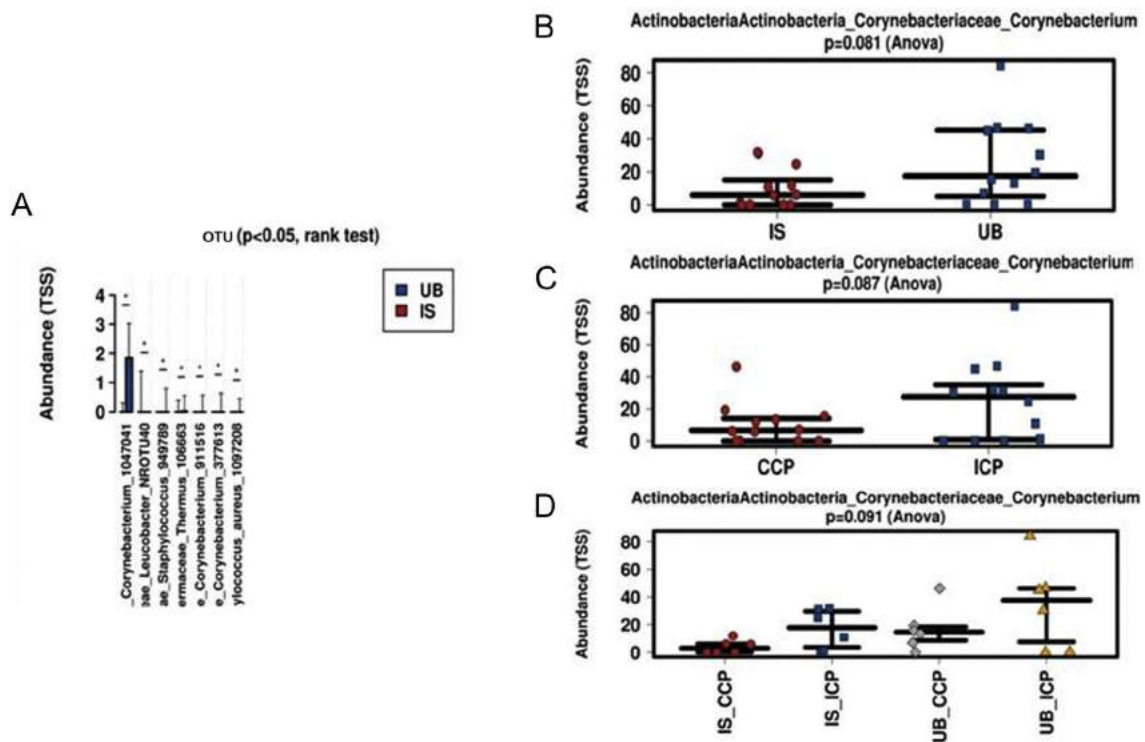 A
OTU (p<0.05, rank test)
Abundance (TSS)
4
3
2
1
0
* * * * * * *
UB
IS
_Corynebacterium_1047041
eae_Leucobacter_NROTU40
ae_Staphylococcus_949789
ermaceae_Thermus_106663
e_Corynebacterium_911516
e_Corynebacterium_377613
ylococcus_aureus_1097208
B
ActinobacteriaActinobacteria_Corynebacteriaceae_Corynebacterium
p=0.081 (Anova)
Abundance (TSS)
80
60
40
20
0
IS UB
C
ActinobacteriaActinobacteria_Corynebacteriaceae_Corynebacterium
p=0.087 (Anova)
Abundance (TSS)
80
60
40
20
0
CCP ICP
D
ActinobacteriaActinobacteria_Corynebacteriaceae_Corynebacterium
p=0.091 (Anova)
Abundance (TSS)
80
60
40
20
0
IS_CCP
IS_ICP
UB_CCP
UB_ICP